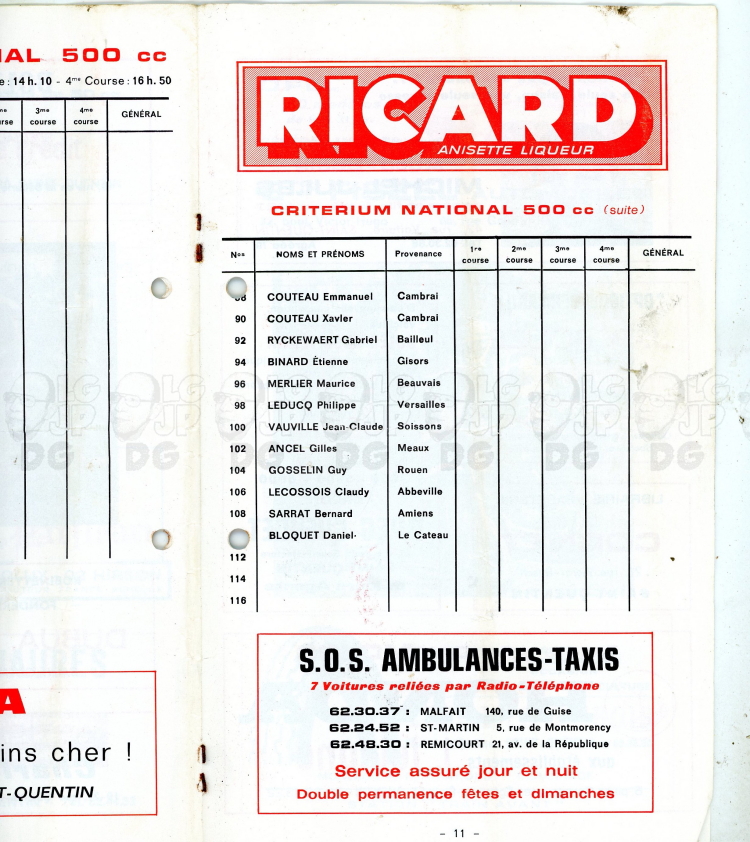 AL 500 cc
e : 14 h. 10 - 4me Course : 16 h. 50
me
rse
3me
course
4me
course
GÉNÉRAL
A
ins cher !
T-QUENTIN
RICARD
ANISETTE LIQUEUR
CRITERIUM NATIONAL 500 cc (suite)
Nos NOMS ET PRÉNOMS Provenance 1re course 2me course 3me course 4me course GÉNÉRAL
COUTEAU Emmanuel Cambrai
90 COUTEAU Xavier Cambrai
92 RYCKEWAERT Gabriel Bailleul
94 BINARD Étienne Gisors
96 MERLIER Maurice Beauvais
98 LEDUCQ Philippe Versailles
100 VAUVILLE Jean-Claude Soissons
102 ANCEL Gilles Meaux
104 GOSSELIN Guy Rouen
106 LECOSSOIS Claudy Abbeville
108 SARRAT Bernard Amiens
BLOQUET Daniel Le Cateau
112
114
116
S.O.S. AMBULANCES-TAXIS
7 Voitures reliées par Radio-Téléphone
62.30.37 : MALFAIT 140, rue de Guise
62.24.52 : ST-MARTIN 5, rue de Montmorency
62.48.30 : REMICOURT 21, av. de la République
Service assuré jour et nuit
Double permanence fêtes et dimanches
- 11 -
LG JP DG